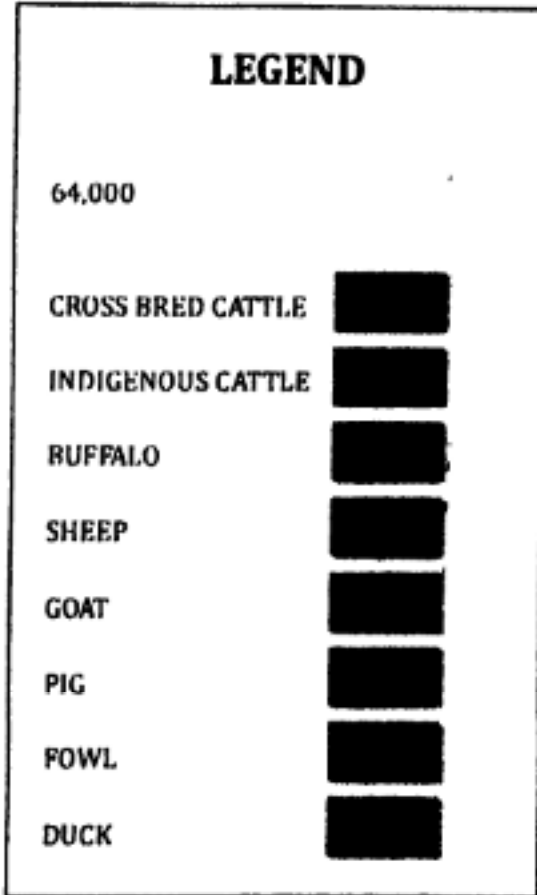 LEGEND
64,000
CROSS BRED CATTLE
INDIGENOUS CATTLE
BUFFALO
SHEEP
GOAT
PIG
FOWL
DUCK